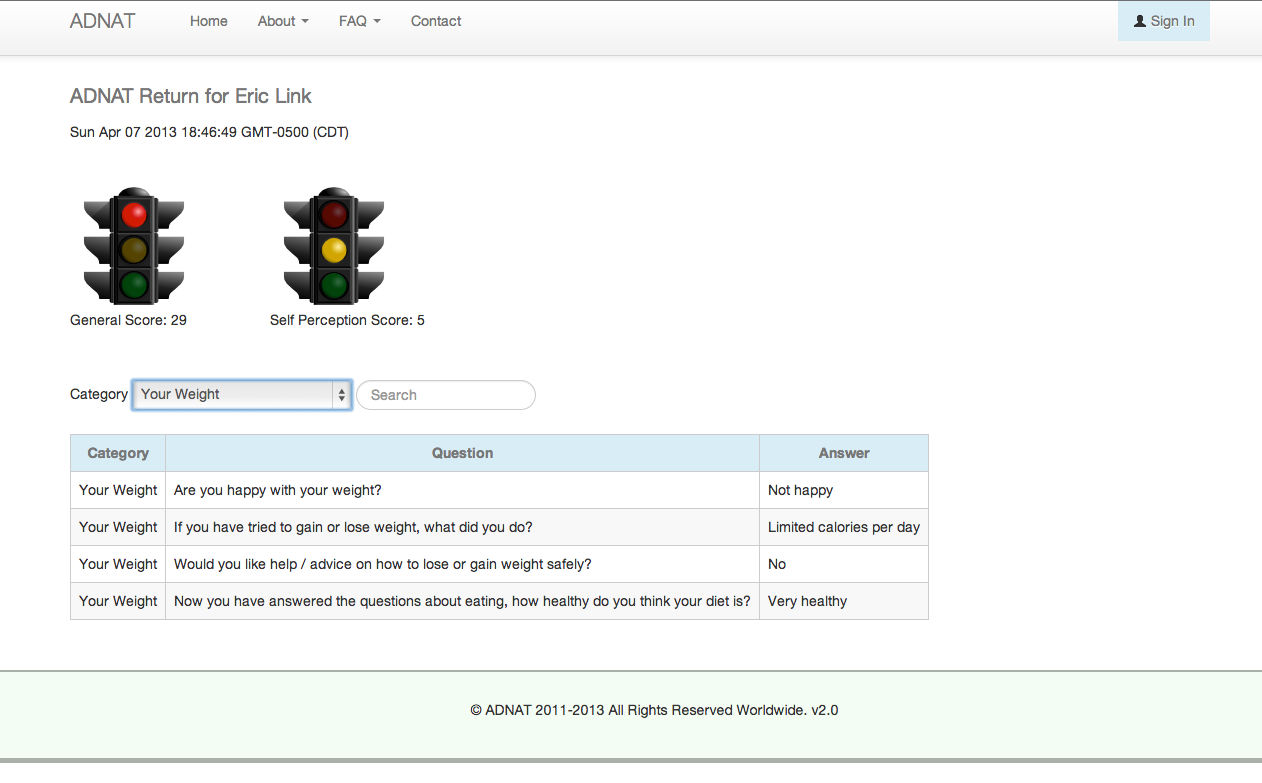 ADNAT Home About FAQ Contact Sign In
ADNAT Return for Eric Link
Sun Apr 07 2013 18:46:49 GMT-0500 (CDT)
General Score: 29 Self Perception Score: 5
Category Your Weight Search
Category Question Answer
Your Weight Are you happy with your weight? Not happy
Your Weight If you have tried to gain or lose weight, what did you do? Limited calories per day
Your Weight Would you like help / advice on how to lose or gain weight safely? No
Your Weight Now you have answered the questions about eating, how healthy do you think your diet is? Very healthy
© ADNAT 2011-2013 All Rights Reserved Worldwide. v2.0